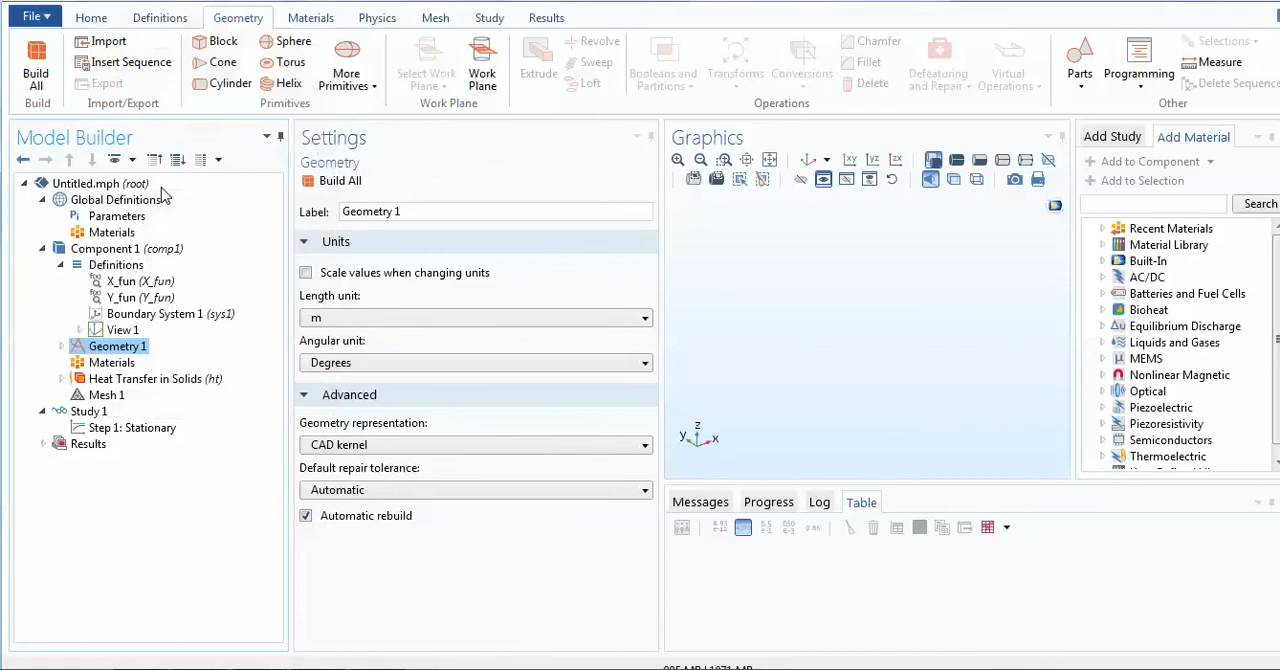 File
Home
Definitions
Geometry
Materials
Physics
Mesh
Study
Results
Build All
Build
Import
Insert Sequence
Export
Import/Export
Block
Cone
Cylinder
Sphere
Torus
Helix
More Primitives
Primitives
Select Work Plane
Work Plane
Work Plane
Extrude
Revolve
Sweep
Loft
Booleans and Partitions
Transforms
Conversions
Chamfer
Fillet
Delete
Defeaturing and Repair
Virtual Operations
Operations
Parts
Programming
Selections
Measure
Delete Sequence
Other
Model Builder
Untitled.mph (root)
Global Definitions
Pi Parameters
Materials
Component 1 (comp1)
Definitions
X_fun (X_fun)
Y_fun (Y_fun)
Boundary System 1 (sys1)
View 1
Geometry 1
Materials
Heat Transfer in Solids (ht)
Mesh 1
Study 1
Step 1: Stationary
Results
Settings
Geometry
Build All
Label: Geometry 1
Units
Scale values when changing units
Length unit:
m
Angular unit:
Degrees
Advanced
Geometry representation:
CAD kernel
Default repair tolerance:
Automatic
Automatic rebuild
Graphics
xy yz zx
z
y x
Messages Progress Log Table
Add Study Add Material
Add to Component
Add to Selection
Search
Recent Materials
Material Library
Built-In
AC/DC
Batteries and Fuel Cells
Bioheat
Equilibrium Discharge
Liquids and Gases
MEMS
Nonlinear Magnetic
Optical
Piezoelectric
Piezoresistivity
Semiconductors
Thermoelectric